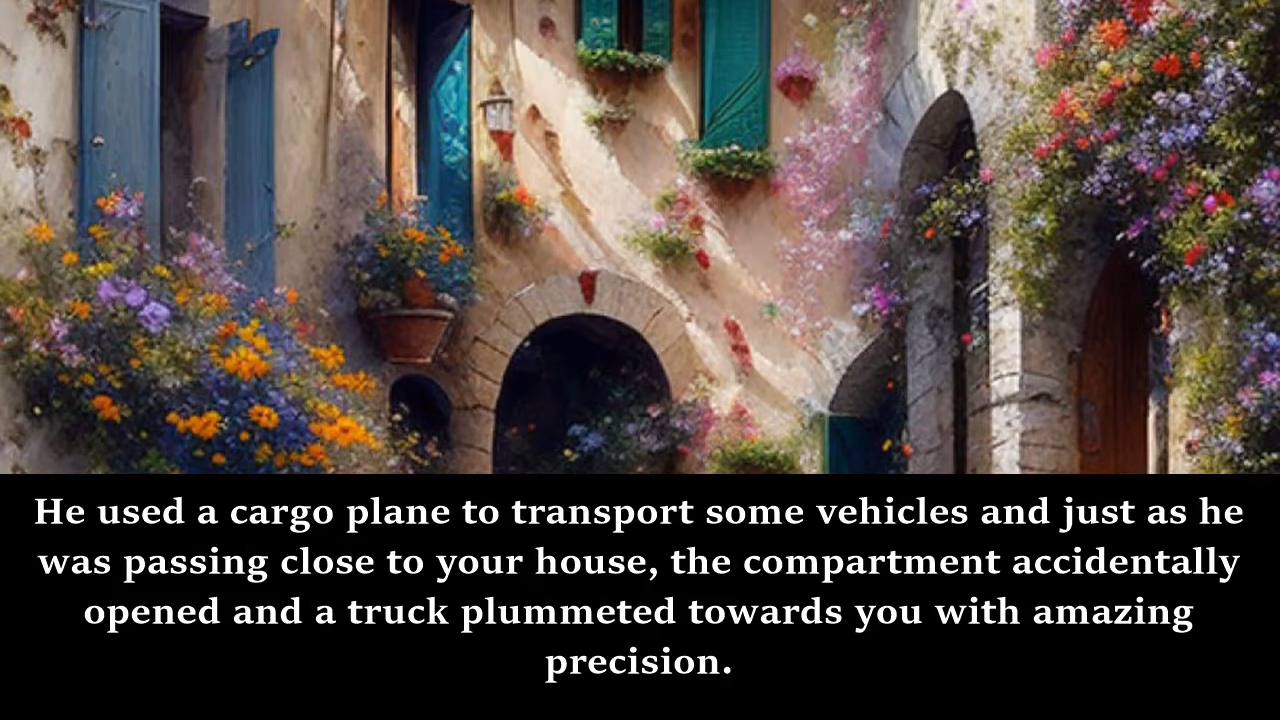 He used a cargo plane to transport some vehicles and just as he
was passing close to your house, the compartment accidentally
opened and a truck plummeted towards you with amazing
precision.